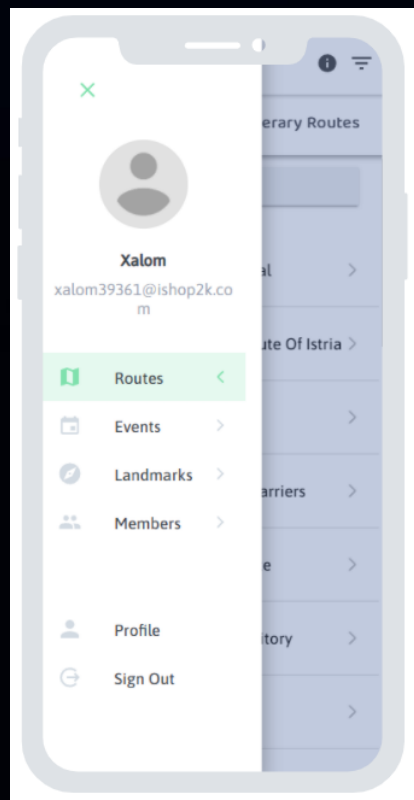 erary Routes
Xalom
xalom39361@ishop2k.co
m
al
ute Of Istria
Routes
Events
Landmarks
arriers
Members
e
Profile
itory
Sign Out